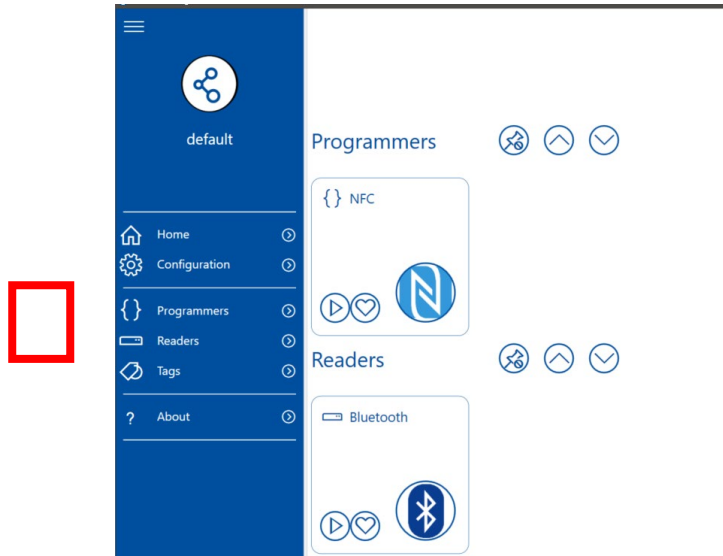 default
Home
Configuration
Programmers
Readers
Tags
? About
Programmers
{ } NFC
Readers
Bluetooth